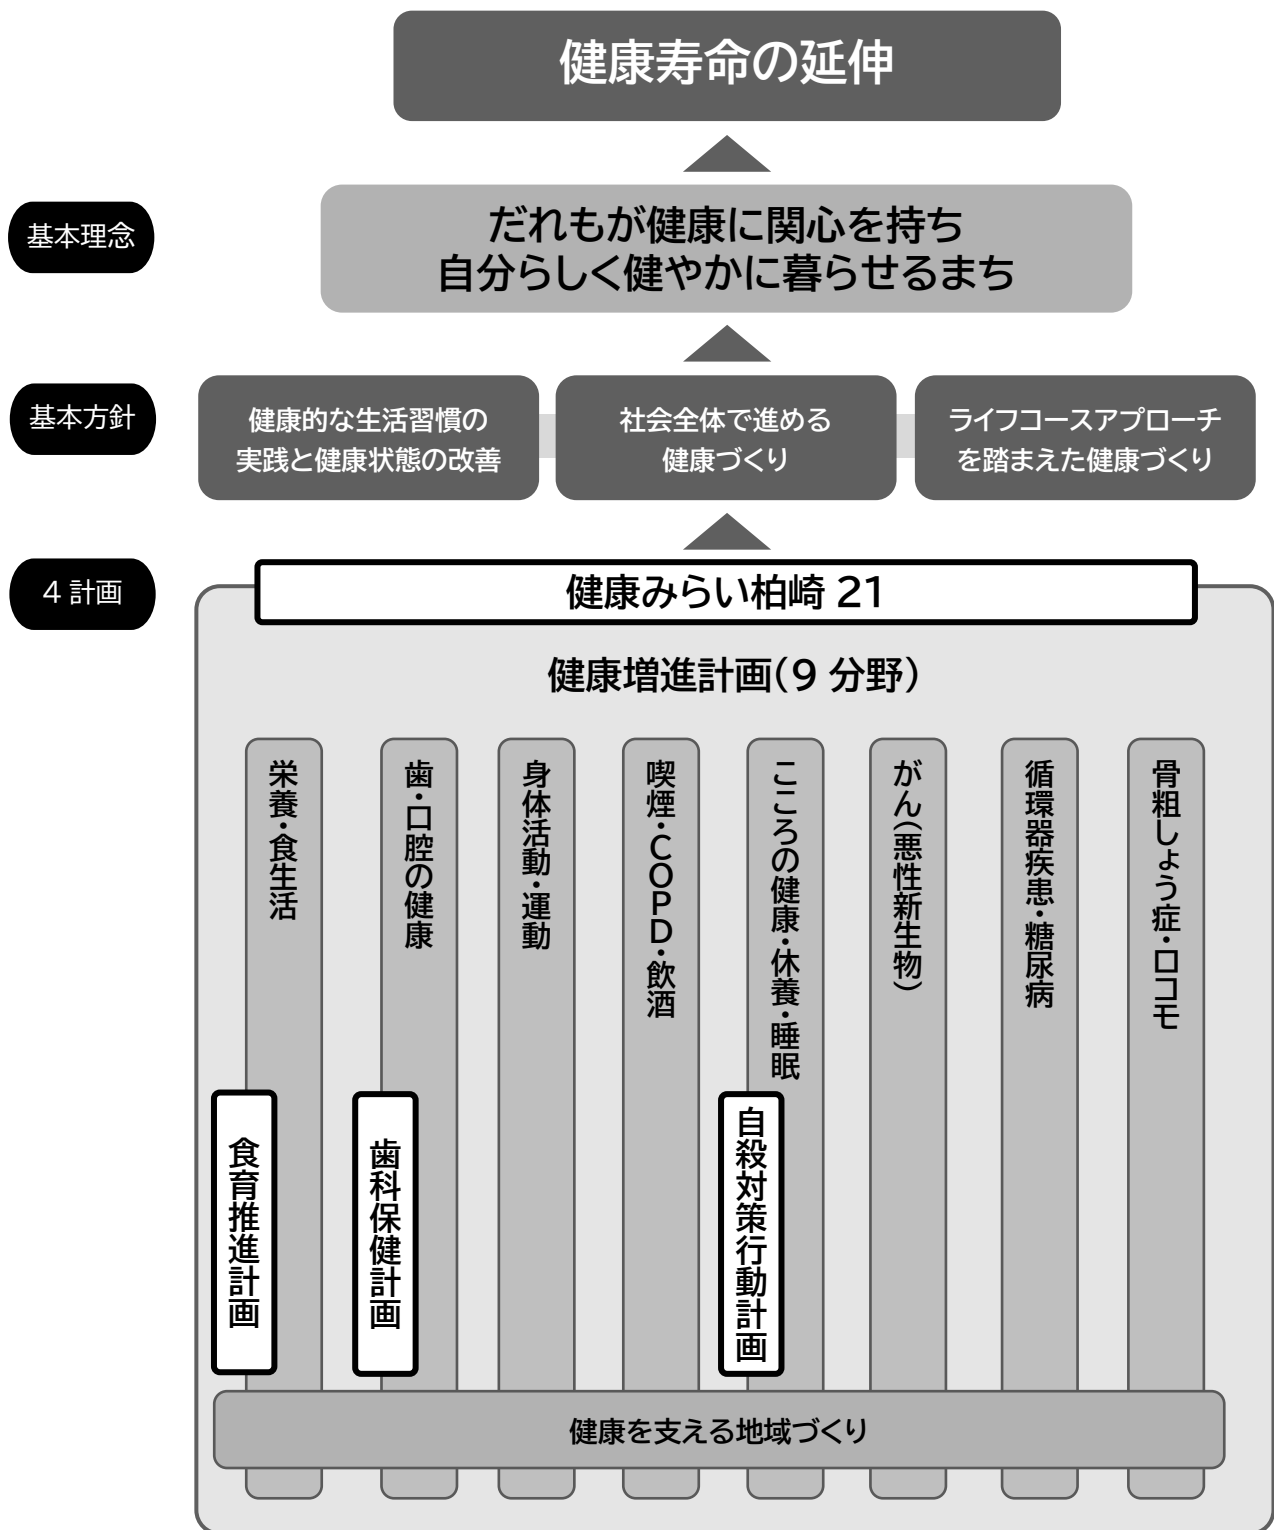 健康寿命の延伸
基本理念
だれもが健康に関心を持ち
自分らしく健やかに暮らせるまち
基本方針
健康的な生活習慣の
実践と健康状態の改善
社会全体で進める
健康づくり
ライフコースアプローチ
を踏まえた健康づくり
4 計画
健康みらい柏崎 21
健康増進計画(9 分野)
栄養・食生活
歯・口腔の健康
身体活動・運動
喫煙・COPD・飲酒
こころの健康・休養・睡眠
がん(悪性新生物)
循環器疾患・糖尿病
骨粗しょう症・ロコモ
食育推進計画
歯科保健計画
自殺対策行動計画
健康を支える地域づくり